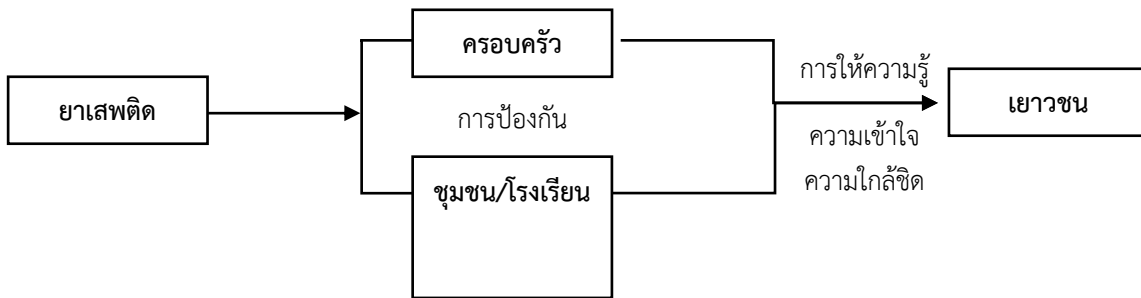 ครอบครัว
การให้ความรู้
ยาเสพติด
การป้องกัน
เยาวชน
ความเข้าใจ
ชุมชน/โรงเรียน
ความใกล้ชิด